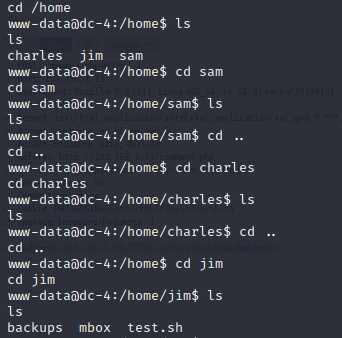 cd /home
www-data@dc-4:/home$ ls
ls
charles  jim  sam
www-data@dc-4:/home$ cd sam
cd sam
www-data@dc-4:/home/sam$ ls
ls
www-data@dc-4:/home/sam$ cd ..
cd ..
www-data@dc-4:/home$ cd charles
cd charles
www-data@dc-4:/home/charles$ ls
ls
www-data@dc-4:/home/charles$ cd ..
cd ..
www-data@dc-4:/home$ cd jim
cd jim
www-data@dc-4:/home/jim$ ls
ls
backups  mbox  test.sh